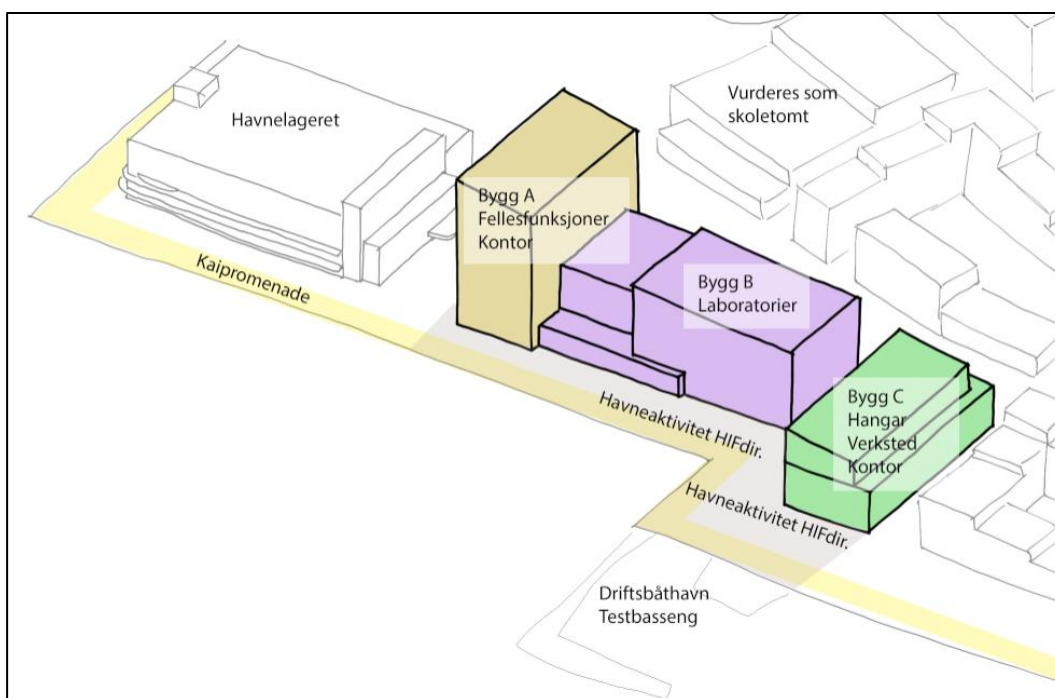 Havnelageret
Vurderes som
skoletomt
Bygg A
Fellesfunksjoner
Kontor
Bygg B
Laboratorier
Kaipromenade
Bygg C
Hangar
Verksted
Kontor
Havneaktivitet HIFdir.
Havneaktivitet HIFdir.
Driftsbåthavn
Testbasseng